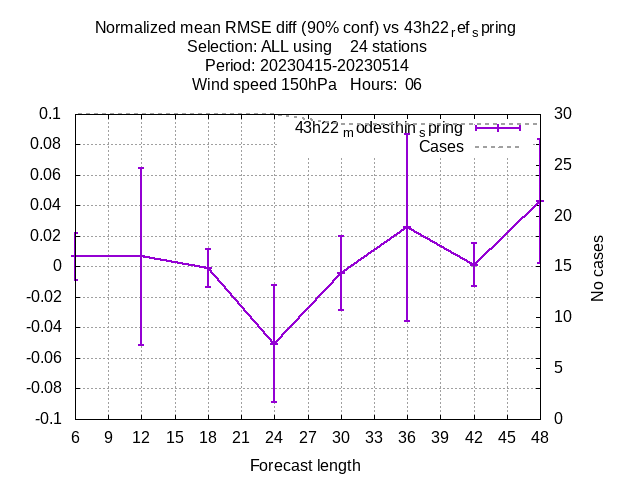 Normalized mean RMSE diff (90% conf) vs 43h22ref spring
Selection: ALL using 24 stations
Period: 20230415-20230514
Wind speed 150hPa Hours: 06
43h22modesthinspring
Cases
0.1
0.08
0.06
0.04
0.02
0
-0.02
-0.04
-0.06
-0.08
-0.1
30
25
20
15
10
5
0
No cases
6 9 12 15 18 21 24 27 30 33 36 39 42 45 48
Forecast length